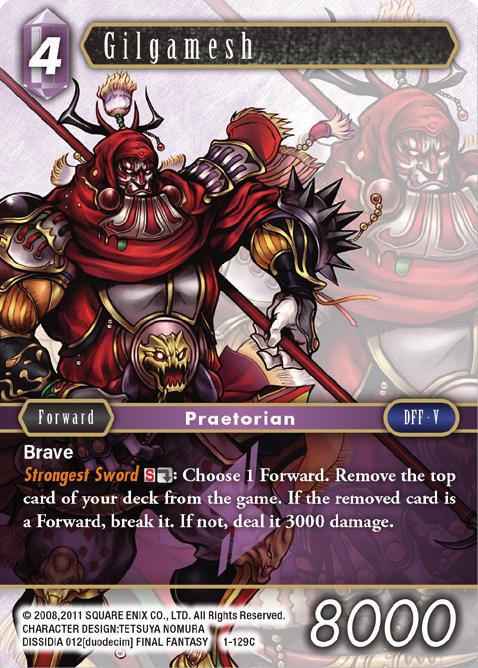 4
Gilgamesh
Forward
Praetorian
DFF · V
Brave
Strongest Sword S: Choose 1 Forward. Remove the top
card of your deck from the game. If the removed card is
a Forward, break it. If not, deal it 3000 damage.
© 2008,2011 SQUARE ENIX CO., LTD. All Rights Reserved.
CHARACTER DESIGN:TETSUYA NOMURA
DISSIDIA 012[duodecim] FINAL FANTASY 1-129C
8000